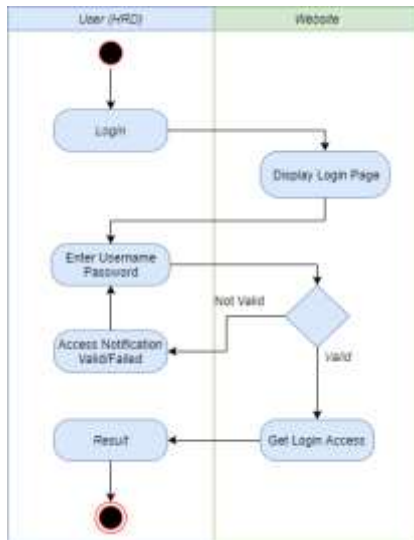 User (HRD)
Website
Login
Display Login Page
Enter Username
Password
Not Valid
Access Notification
Valid/Failed
Valid
Result
Get Login Access